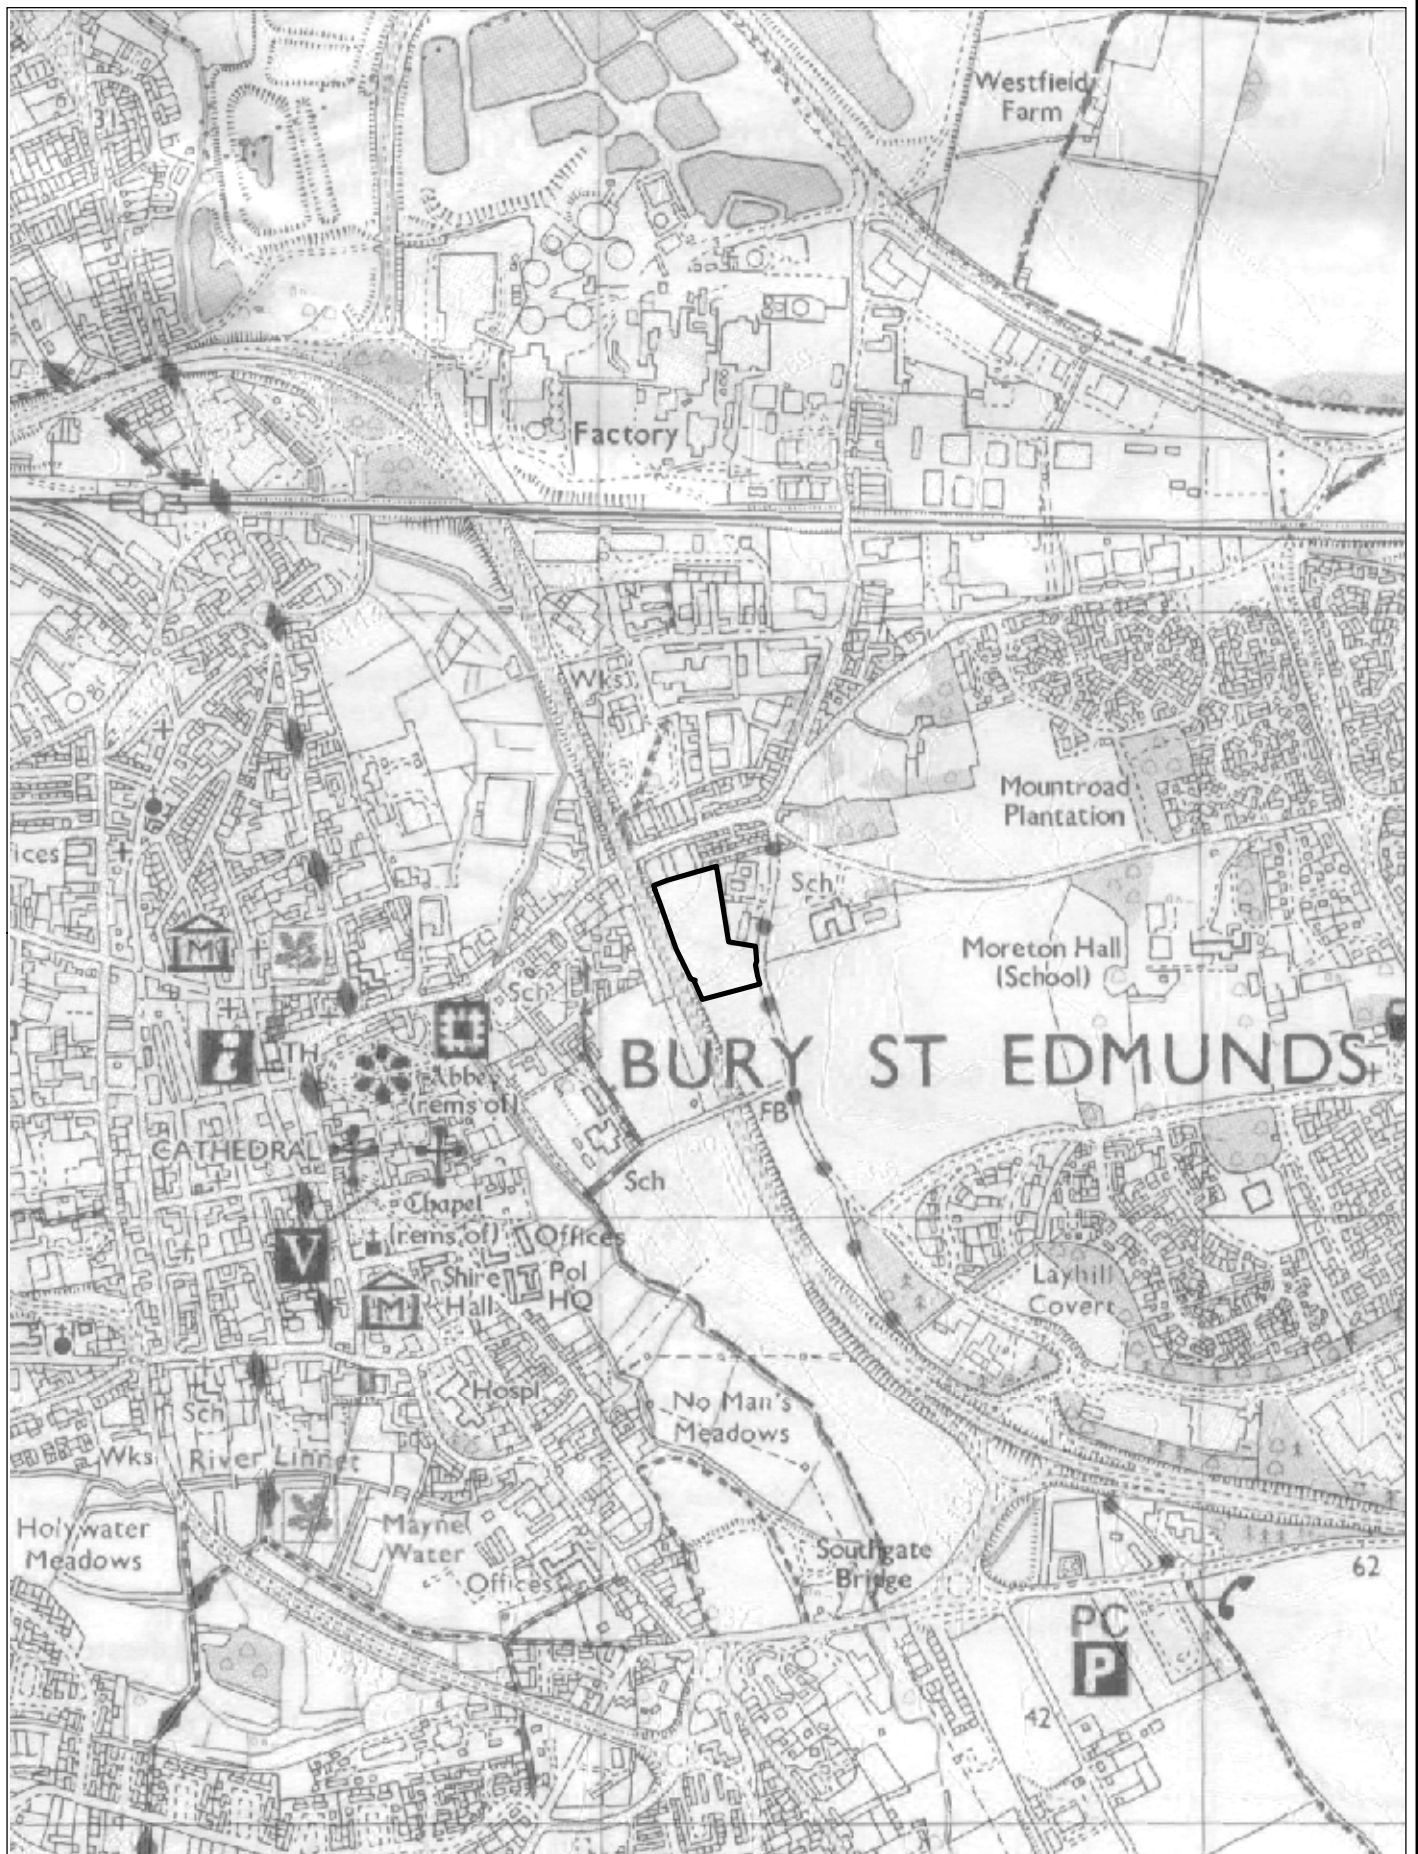 Westfield
Farm
31
Factory
Wks
Mountroad
Plantation
ices
Sch
M
Moreton Hall
(School)
Sch
i
TH
BURY ST EDMUNDS
Abbey
(rems of)
FB
CATHEDRAL
Sch
Chapel
(rems of)
Offices
V
Shire
Hall
Pol
HQ
M
Layhill
Covert
Hospl
No Man's
Meadows
Sch
Wks
River Linnet
Holywater
Meadows
Mayne
Water
Offices
Southgate
Bridge
62
PC
P
42